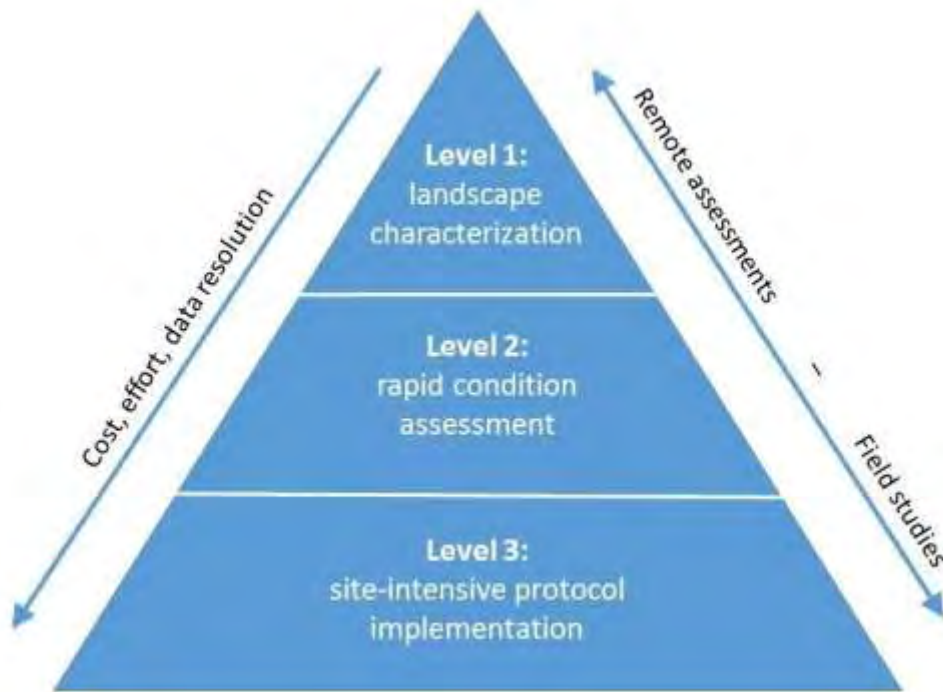 Level 1:
landscape
characterization
Level 2:
rapid condition
assessment
Level 3:
site-intensive protocol
implementation
Cost, effort, data resolution
Remote assessments – Field studies